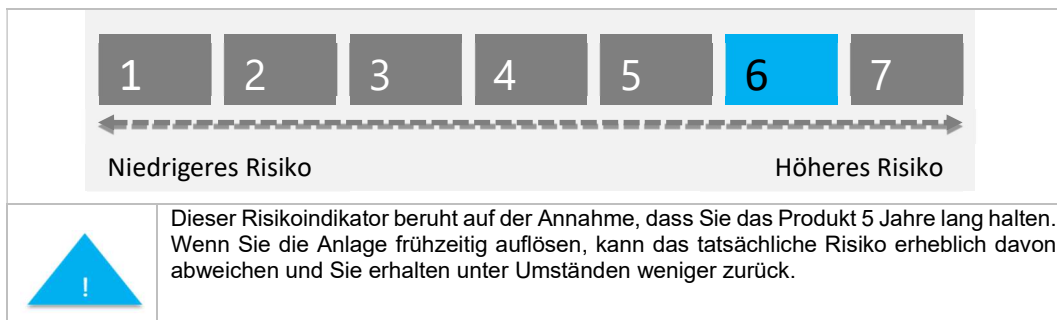 1 2 3 4 5 6 7
Niedrigeres Risiko Höheres Risiko
Dieser Risikoindikator beruht auf der Annahme, dass Sie das Produkt 5 Jahre lang halten.
Wenn Sie die Anlage frühzeitig auflösen, kann das tatsächliche Risiko erheblich davon
abweichen und Sie erhalten unter Umständen weniger zurück.
!